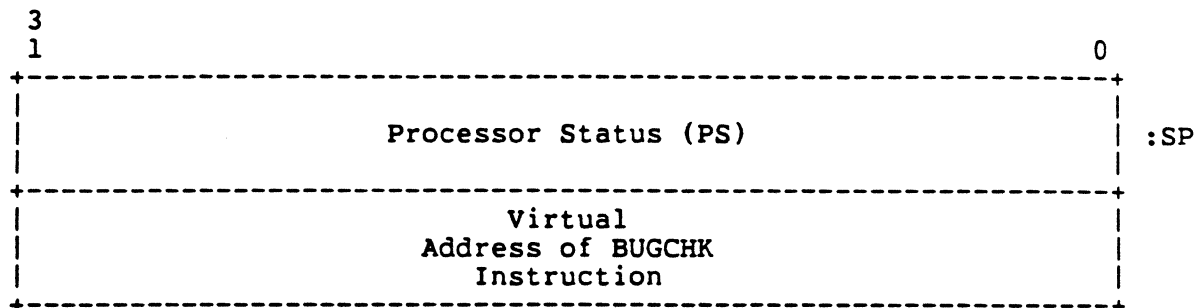 3
1 0
Processor Status (PS) :SP
Virtual
Address of BUGCHK
Instruction